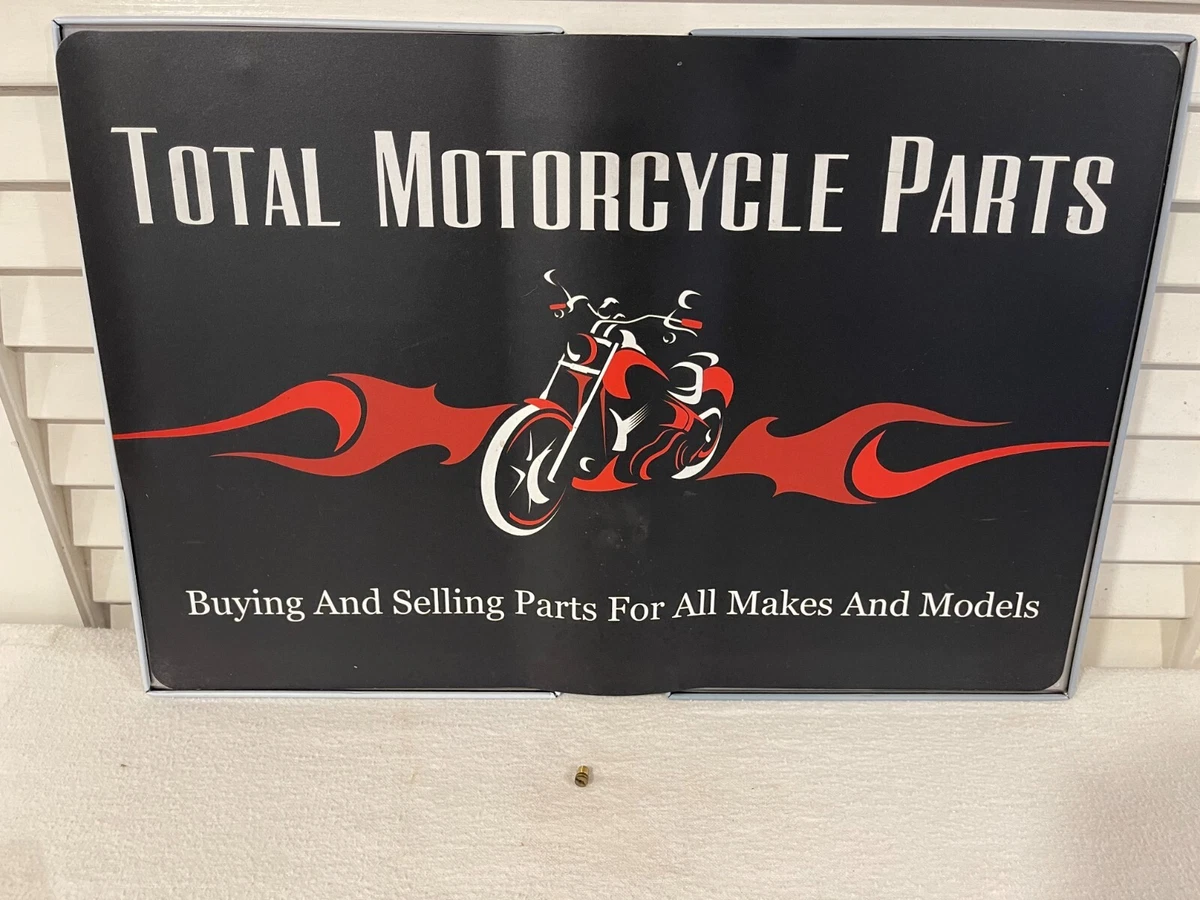 Total Motorcycle Parts
Buying And Selling Parts For All Makes And Models